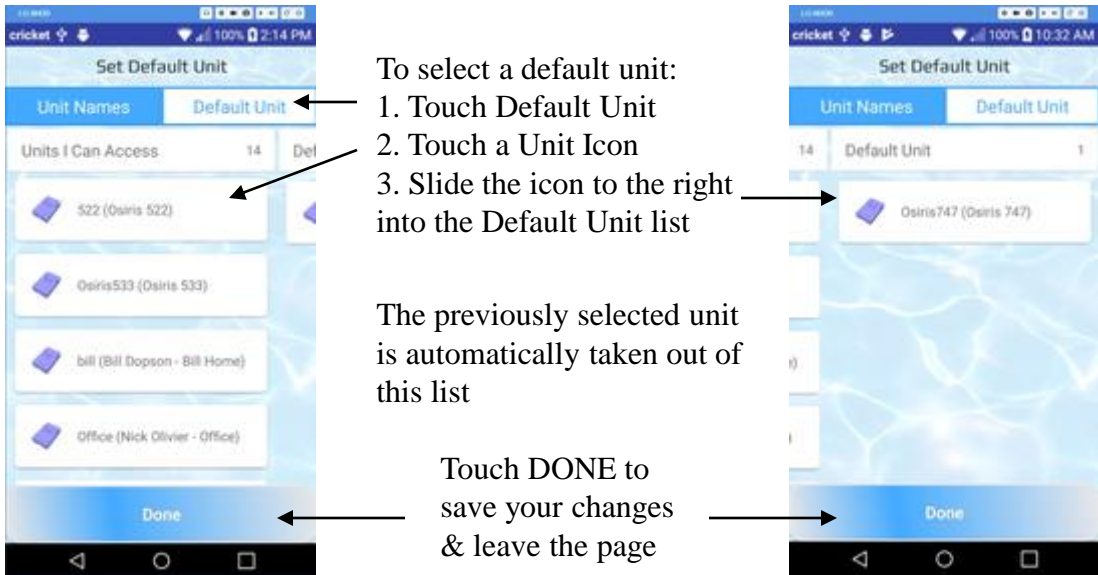 cricket 100% 2:14 PM
Set Default Unit
Unit Names Default Unit
Units I Can Access 14 Def
522 (Osiris 522)
Osiris533 (Osiris 533)
bill (Bill Dopson - Bill Home)
Office (Nick Olivier - Office)
Done
To select a default unit:
1. Touch Default Unit
2. Touch a Unit Icon
3. Slide the icon to the right
into the Default Unit list
The previously selected unit
is automatically taken out of
this list
Touch DONE to
save your changes
& leave the page
cricket 100% 10:32 AM
Set Default Unit
Unit Names Default Unit
14 Default Unit 1
Osiris747 (Osiris 747)
Done